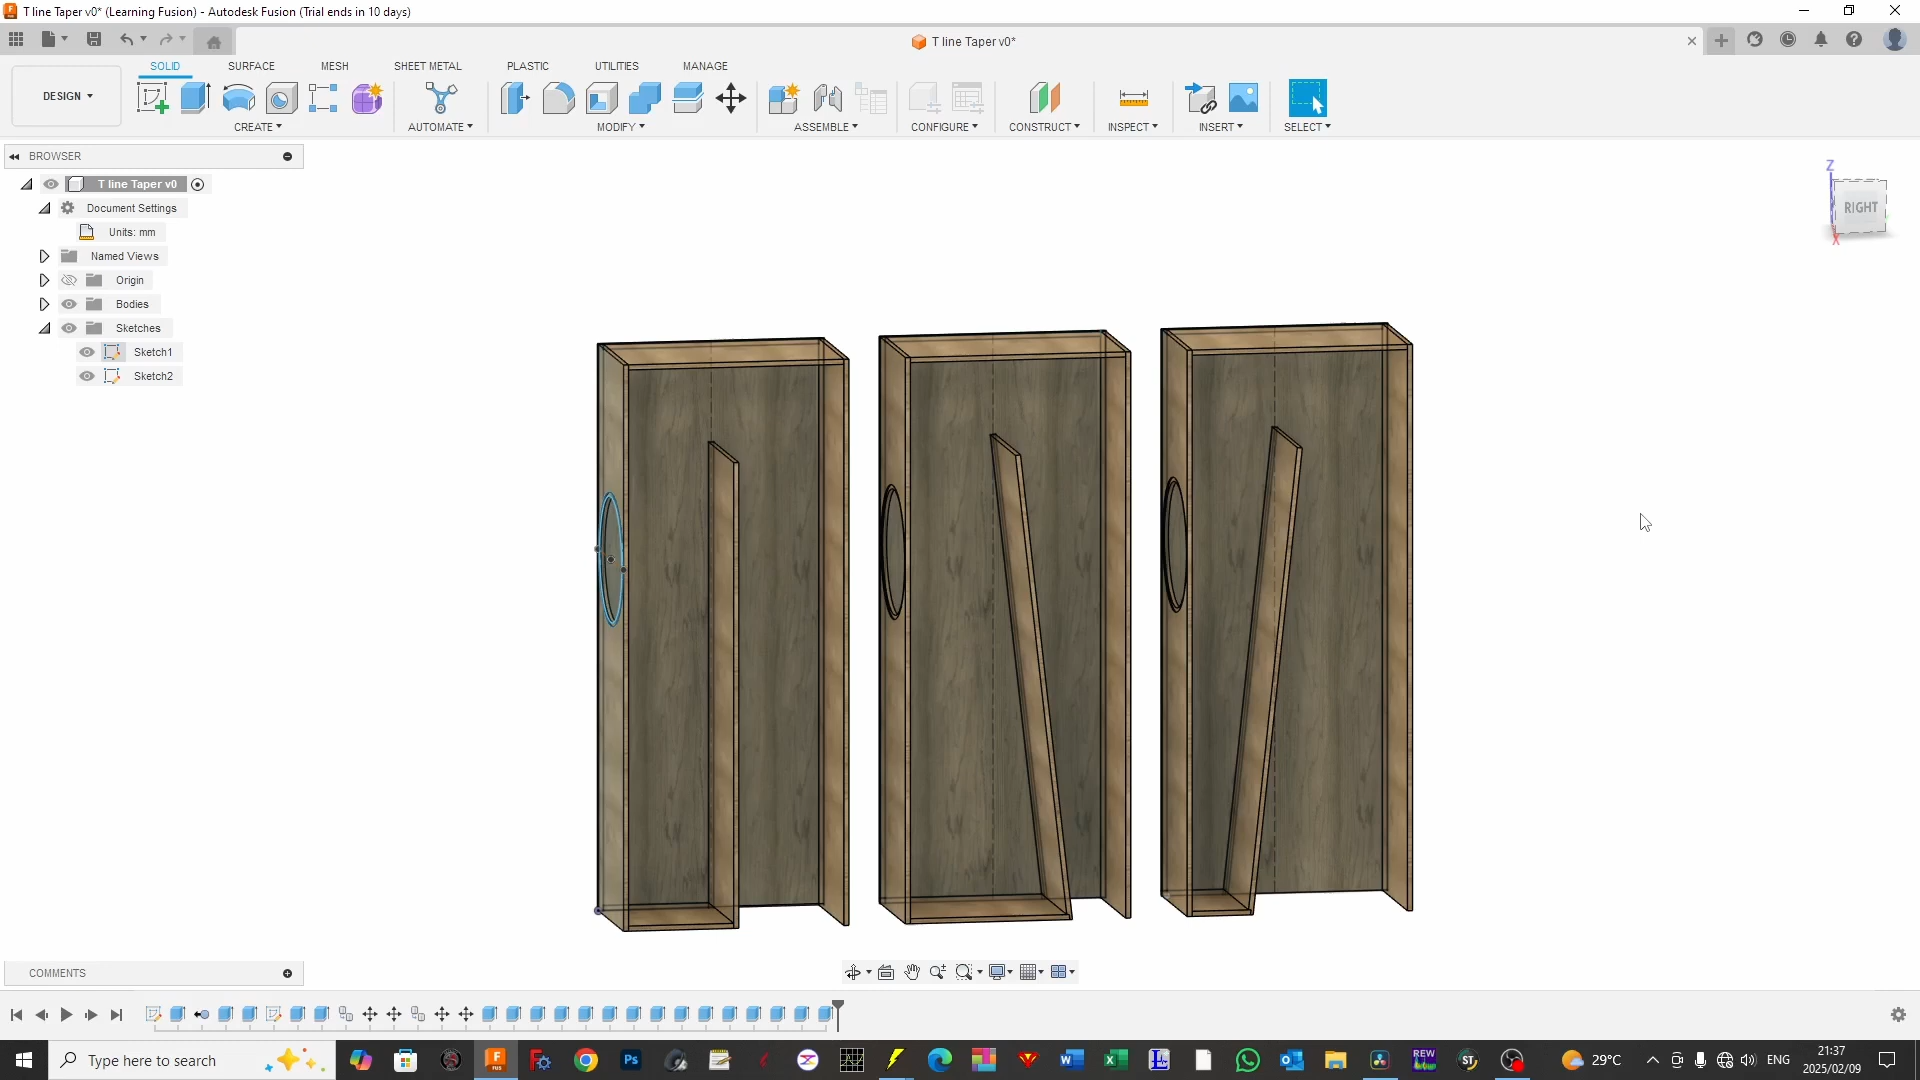 T line Taper v0* (Learning Fusion) - Autodesk Fusion (Trial ends in 10 days)
T line Taper v0*
SOLID SURFACE MESH SHEET METAL PLASTIC UTILITIES MANAGE
DESIGN
CREATE AUTOMATE MODIFY ASSEMBLE CONFIGURE CONSTRUCT INSPECT INSERT SELECT
BROWSER
T line Taper v0
Document Settings
Units: mm
Named Views
Origin
Bodies
Sketches
Sketch1
Sketch2
Z
RIGHT
X
COMMENTS
Type here to search
29°C
ENG
21:37
2025/02/09